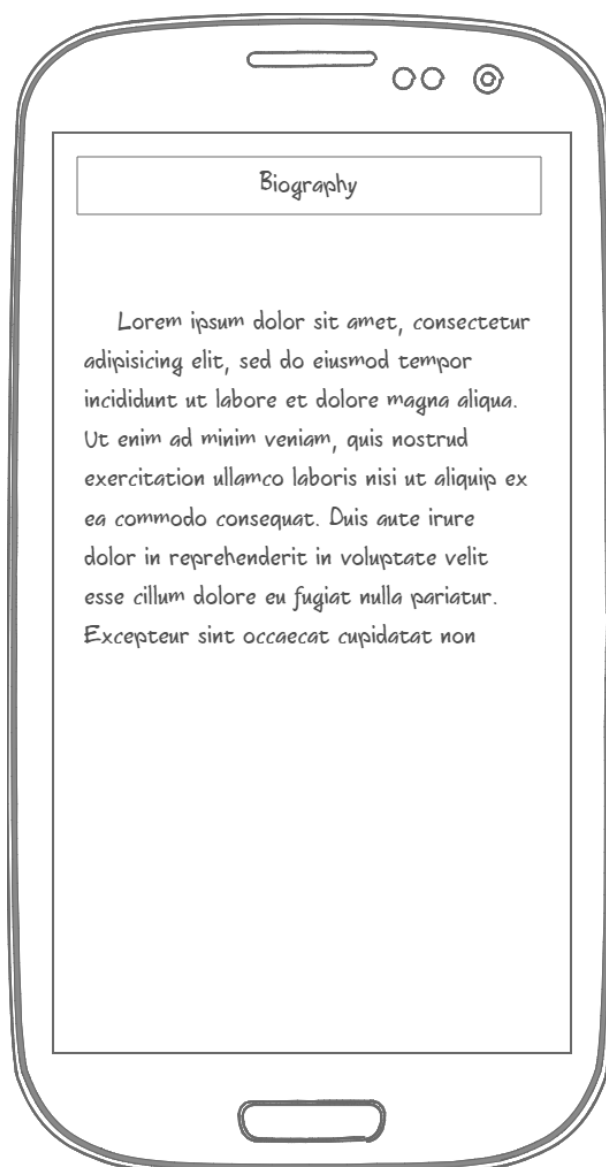 Biography
Lorem ipsum dolor sit amet, consectetur
adipisicing elit, sed do eiusmod tempor
incididunt ut labore et dolore magna aliqua.
Ut enim ad minim veniam, quis nostrud
exercitation ullamco laboris nisi ut aliquip ex
ea commodo consequat. Duis aute irure
dolor in reprehenderit in voluptate velit
esse cillum dolore eu fugiat nulla pariatur.
Excepteur sint occaecat cupidatat non